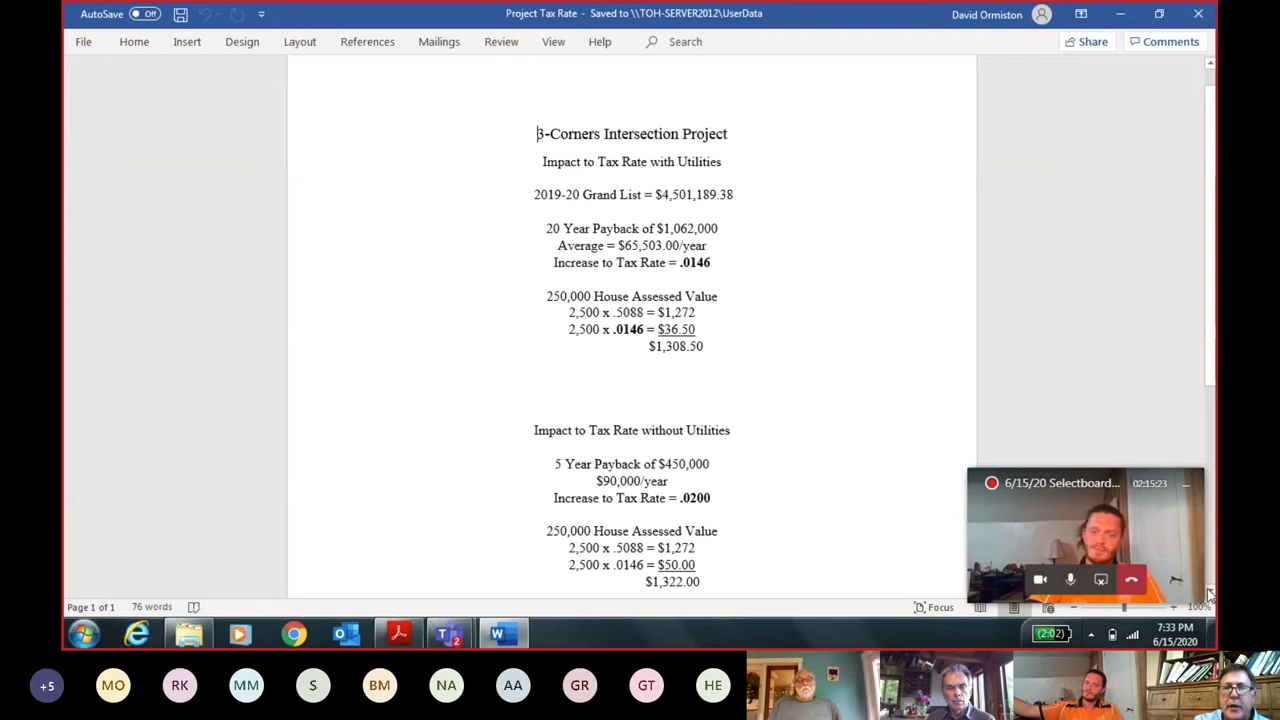 AutoSave Off
Project Tax Rate - Saved to \\TOH-SERVER2012\UserData
David Ormiston
File Home Insert Design Layout References Mailings Review View Help Search
Share Comments
3-Corners Intersection Project
Impact to Tax Rate with Utilities
2019-20 Grand List = $4,501,189.38
20 Year Payback of $1,062,000
Average = $65,503.00/year
Increase to Tax Rate = .0146
250,000 House Assessed Value
2,500 x .5088 = $1,272
2,500 x .0146 = $36.50
$1,308.50
Impact to Tax Rate without Utilities
5 Year Payback of $450,000
$90,000/year
Increase to Tax Rate = .0200
250,000 House Assessed Value
2,500 x .5088 = $1,272
2,500 x .0146 = $50.00
$1,322.00
6/15/20 Selectboard... 02:15:23
Page 1 of 1 76 words
Focus
100%
2
(2:02)
7:33 PM
6/15/2020
+5 MO RK MM S BM NA AA GR GT HE